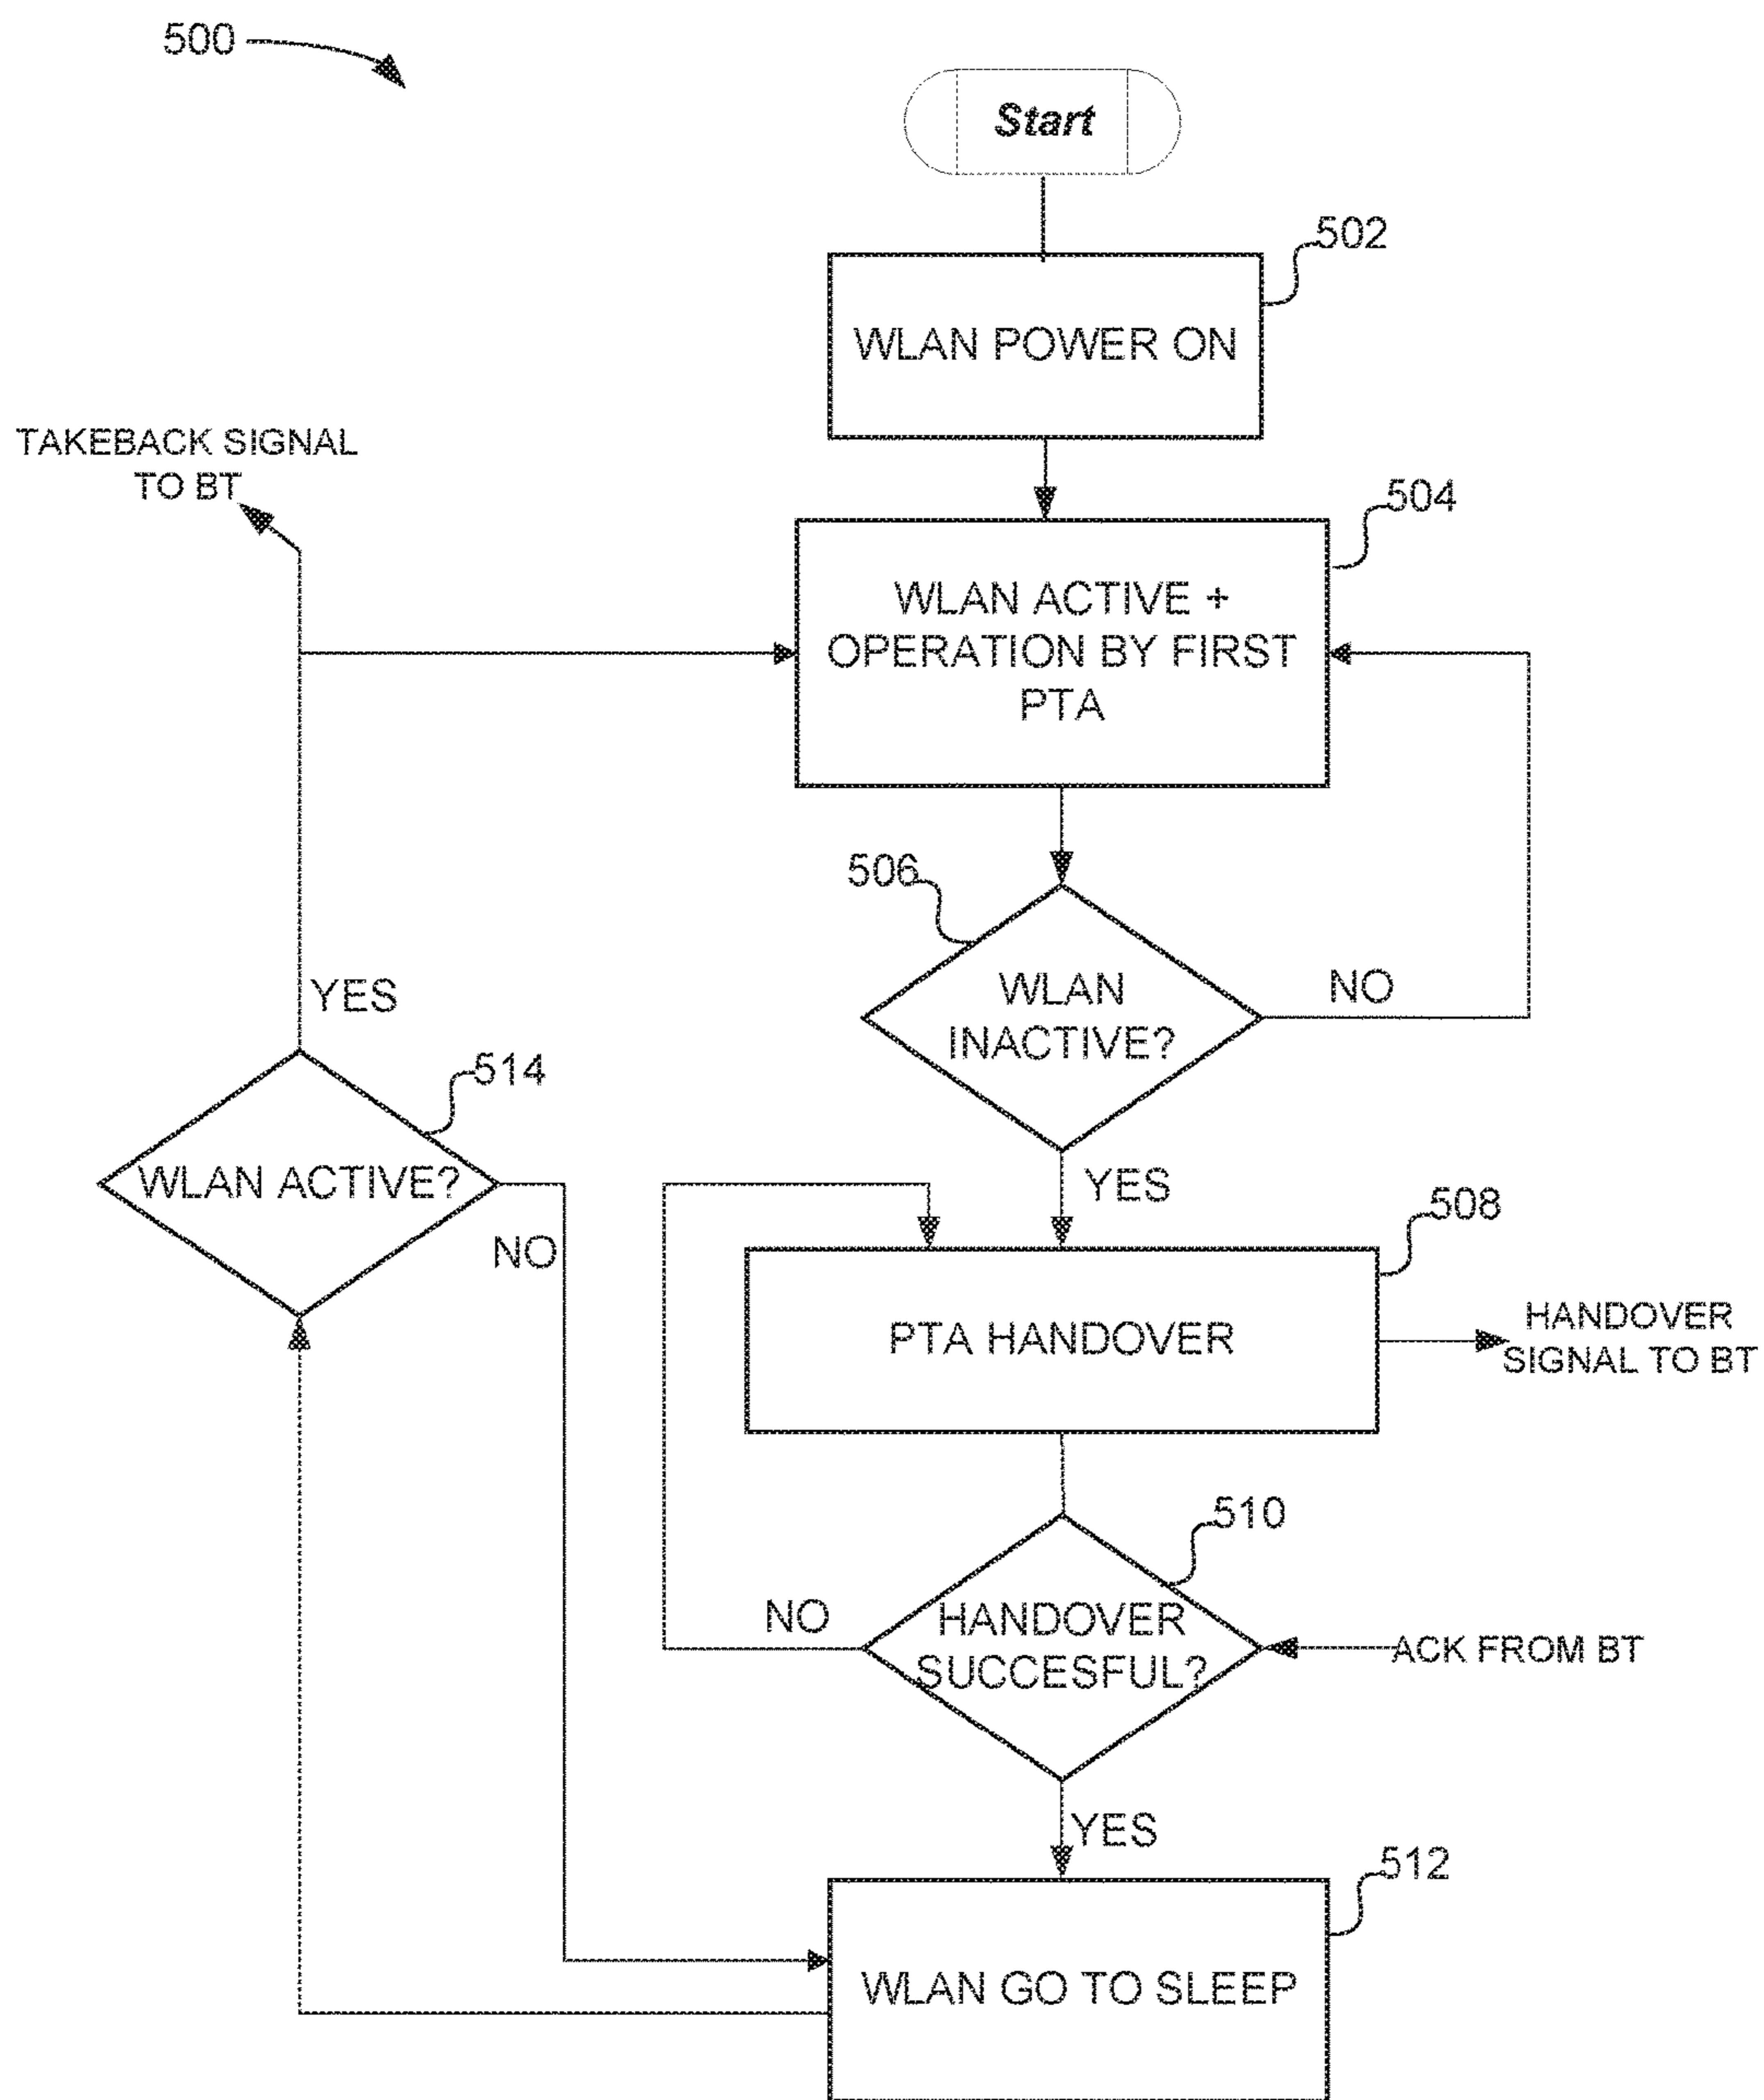 500
Start
502
WLAN POWER ON
TAKEBACK SIGNAL
TO BT
504
WLAN ACTIVE +
OPERATION BY FIRST
PTA
506
WLAN
INACTIVE?
NO
YES
514
WLAN ACTIVE?
NO
YES
508
PTA HANDOVER
HANDOVER
SIGNAL TO BT
510
NO
HANDOVER
SUCCESFUL?
ACK FROM BT
YES
512
WLAN GO TO SLEEP